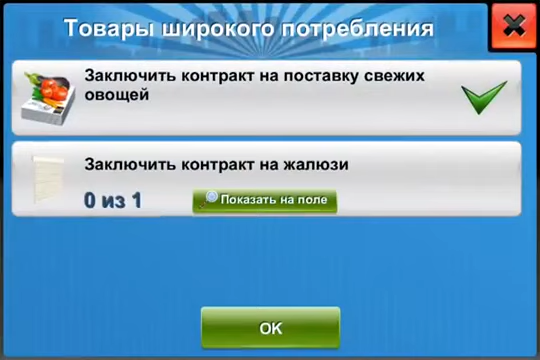 Товары широкого потребления
Заключить контракт на поставку свежих
овощей
Заключить контракт на жалюзи
0 из 1
Показать на поле
OK